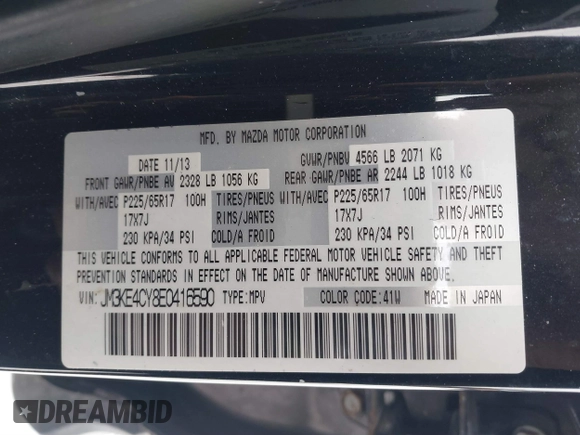 MFD. BY MAZDA MOTOR CORPORATION
DATE 11/13 GVWR/PNBV 4566 LB 2071 KG
FRONT GAWR/PNBE AV 2328 LB 1056 KG REAR GAWR/PNBE AR 2244 LB 1018 KG
WITH/AVEC P225/65R17 100H TIRES/PNEUS WITH/AVEC P225/65R17 100H TIRES/PNEUS
17X7J RIMS/JANTES 17X7J RIMS/JANTES
230 KPA/34 PSI COLD/A FROID 230 KPA/34 PSI COLD/A FROID
THIS VEHICLE CONFORMS TO ALL APPLICABLE FEDERAL MOTOR VEHICLE SAFETY AND THEFT
PREVENTION STANDARDS IN EFFECT ON THE DATE OF MANUFACTURE SHOWN ABOVE.
VIN: JM3KE4CY8E0416590 TYPE:MPV COLOR CODE:41W MADE IN JAPAN
DREAMBID